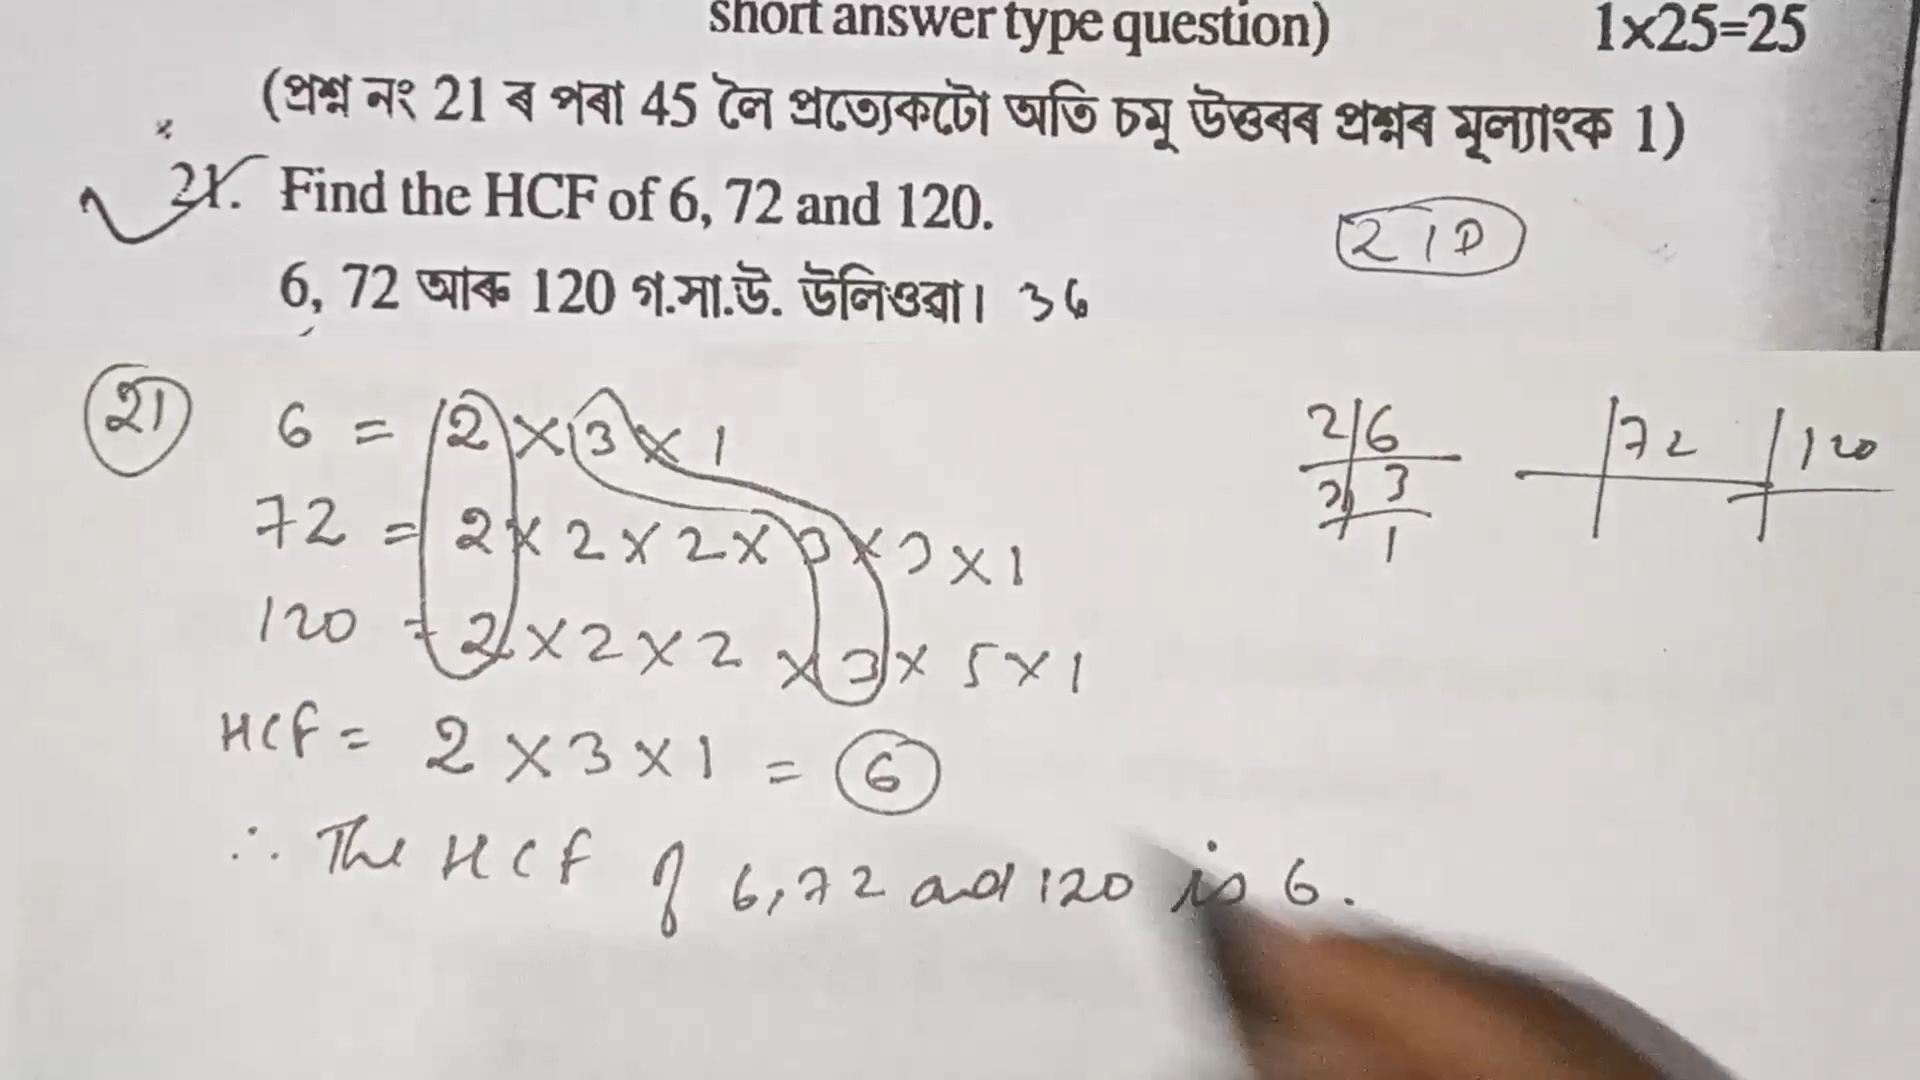 short answer type question) 1×25=25
(প্ৰশ্ন নং 21 ৰ পৰা 45 লৈ প্ৰত্যেকটো অতি চমু উত্তৰৰ প্ৰশ্নৰ মূল্যাংক 1)
21. Find the HCF of 6, 72 and 120.
6, 72 আৰু 120 গ.সা.উ. উলিওৱা। 36
21D
21 6 = 2 × 3 × 1
72 = 2 × 2 × 2 × 3 × 3 × 1
120 = 2 × 2 × 2 × 3 × 5 × 1
HCF = 2 × 3 × 1 = 6
∴ The HCF of 6, 72 and 120 is 6.
2 6
3 3
1
72
120